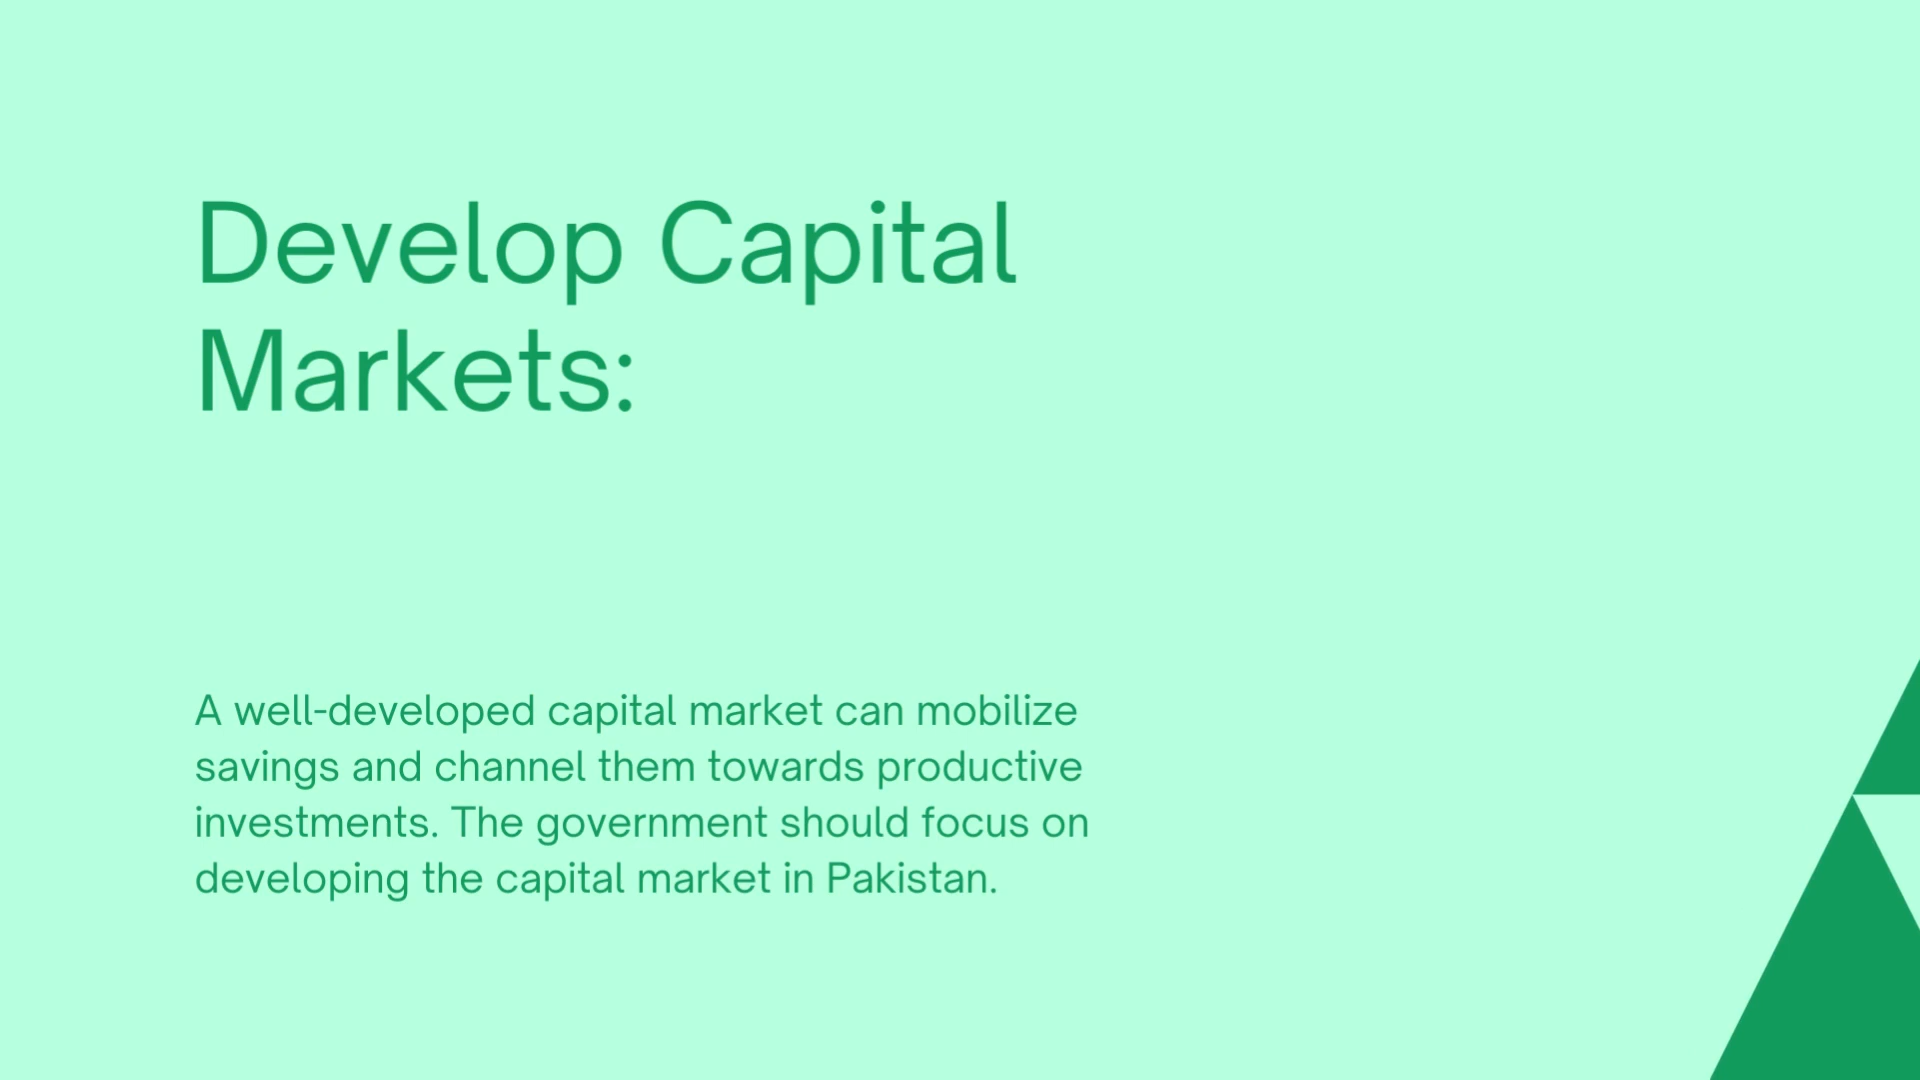 Develop Capital
Markets:
A well-developed capital market can mobilize
savings and channel them towards productive
investments. The government should focus on
developing the capital market in Pakistan.